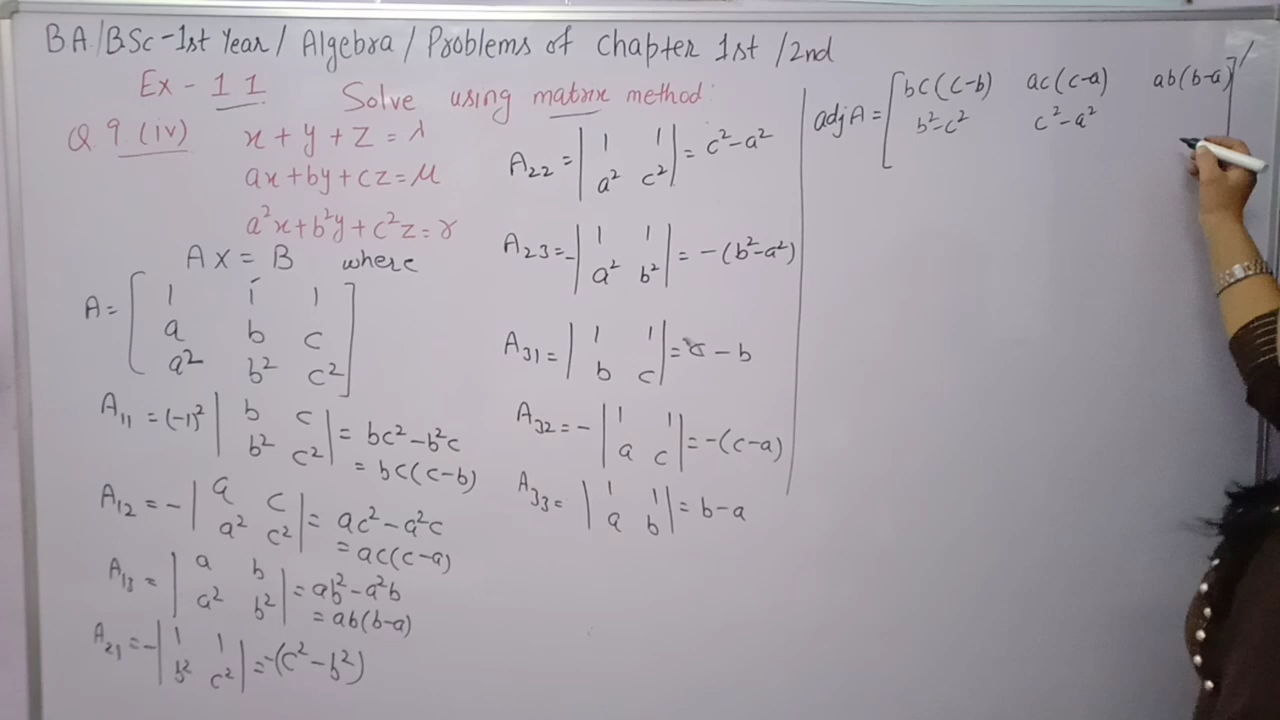 BA/BSc-1st Year/ Algebra/ Problems of Chapter 1st /2nd
Ex - 1 1 Solve using matrix method:
Q 9 (iv) x + y + z = λ
ax + by + cz = μ
a²x + b²y + c²z = γ
A X = B where
A = [ 1 1 1
a b c
a² b² c² ]
A₁₁ = (-1)² | b c
b² c² | = bc² - b²c
= bc(c-b)
A₁₂ = - | a c
a² c² | = ac² - a²c
= ac(c-a)
A₁₃ = | a b
a² b² | = ab² - a²b
= ab(b-a)
A₂₁ = - | 1 1
b² c² | = -(c² - b²)
A₂₂ = | 1 1
a² c² | = c² - a²
A₂₃ = - | 1 1
a² b² | = -(b² - a²)
A₃₁ = | 1 1
b c | = c - b
A₃₂ = - | 1 1
a c | = -(c-a)
A₃₃ = | 1 1
a b | = b - a
adj A = [ bc(c-b) ac(c-a) ab(b-a)
b² - c² c² - a² ]′